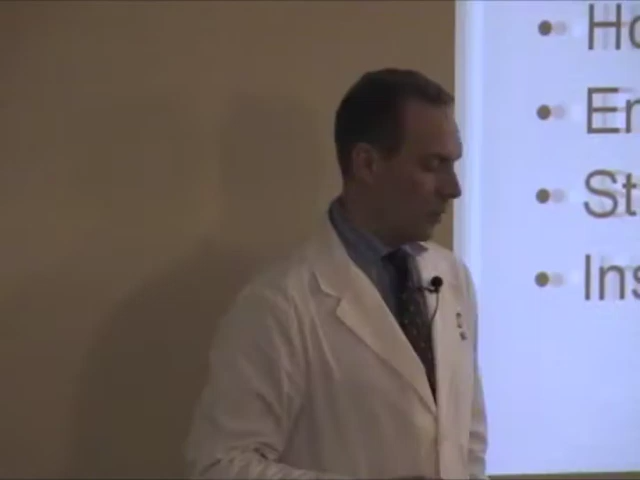 • Ho
• En
• St
• Ins